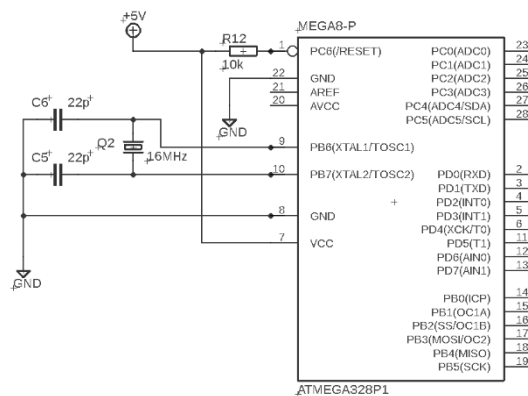 +5V
MEGA8-P
R12
10k
1
PC6(/RESET)
22
GND
21
AREF
20
AVCC
GND
C6
22p
Q2
16MHz
9
PB6(XTAL1/TOSC1)
C5
22p
10
PB7(XTAL2/TOSC2)
8
GND
7
VCC
GND
PC0(ADC0)
23
PC1(ADC1)
24
PC2(ADC2)
25
PC3(ADC3)
26
PC4(ADC4/SDA)
27
PC5(ADC5/SCL)
28
PD0(RXD)
2
PD1(TXD)
3
PD2(INT0)
4
PD3(INT1)
5
PD4(XCK/T0)
6
PD5(T1)
11
PD6(AIN0)
12
PD7(AIN1)
13
PB0(ICP)
14
PB1(OC1A)
15
PB2(SS/OC1B)
16
PB3(MOSI/OC2)
17
PB4(MISO)
18
PB5(SCK)
19
ATMEGA328P1